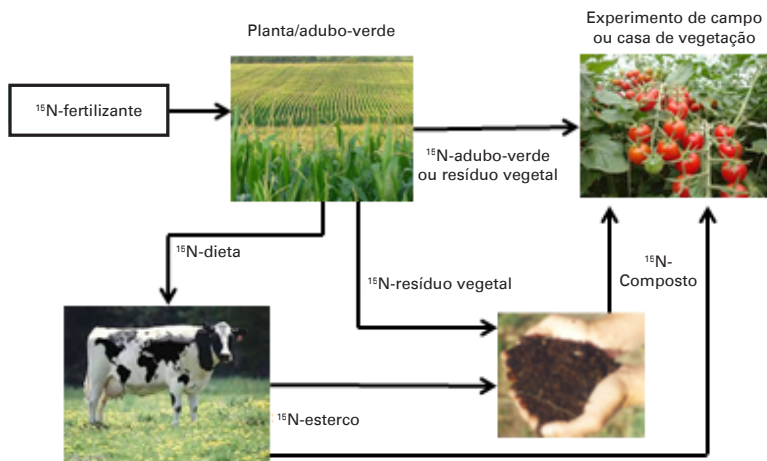 Planta/adubo-verde
Experimento de campo
ou casa de vegetação
¹⁵N-fertilizante
¹⁵N-adubo-verde
ou resíduo vegetal
¹⁵N-dieta
¹⁵N-resíduo vegetal
¹⁵N-
Composto
¹⁵N-esterco